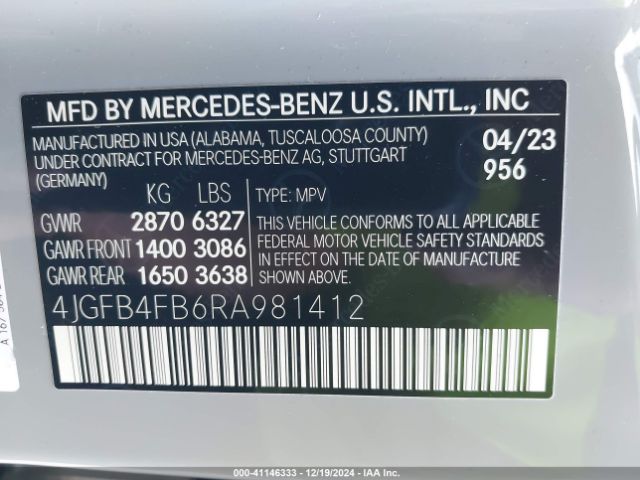 MFD BY MERCEDES-BENZ U.S. INTL., INC
MANUFACTURED IN USA (ALABAMA, TUSCALOOSA COUNTY)
UNDER CONTRACT FOR MERCEDES-BENZ AG, STUTTGART
(GERMANY)
04/23
956
KG LBS
GVWR 2870 6327
GAWR FRONT 1400 3086
GAWR REAR 1650 3638
TYPE: MPV
THIS VEHICLE CONFORMS TO ALL APPLICABLE
FEDERAL MOTOR VEHICLE SAFETY STANDARDS
IN EFFECT ON THE DATE OF MANUFACTURE
SHOWN ABOVE.
4JGFB4FB6RA981412
000-41146333 - 12/19/2024 - IAA Inc.